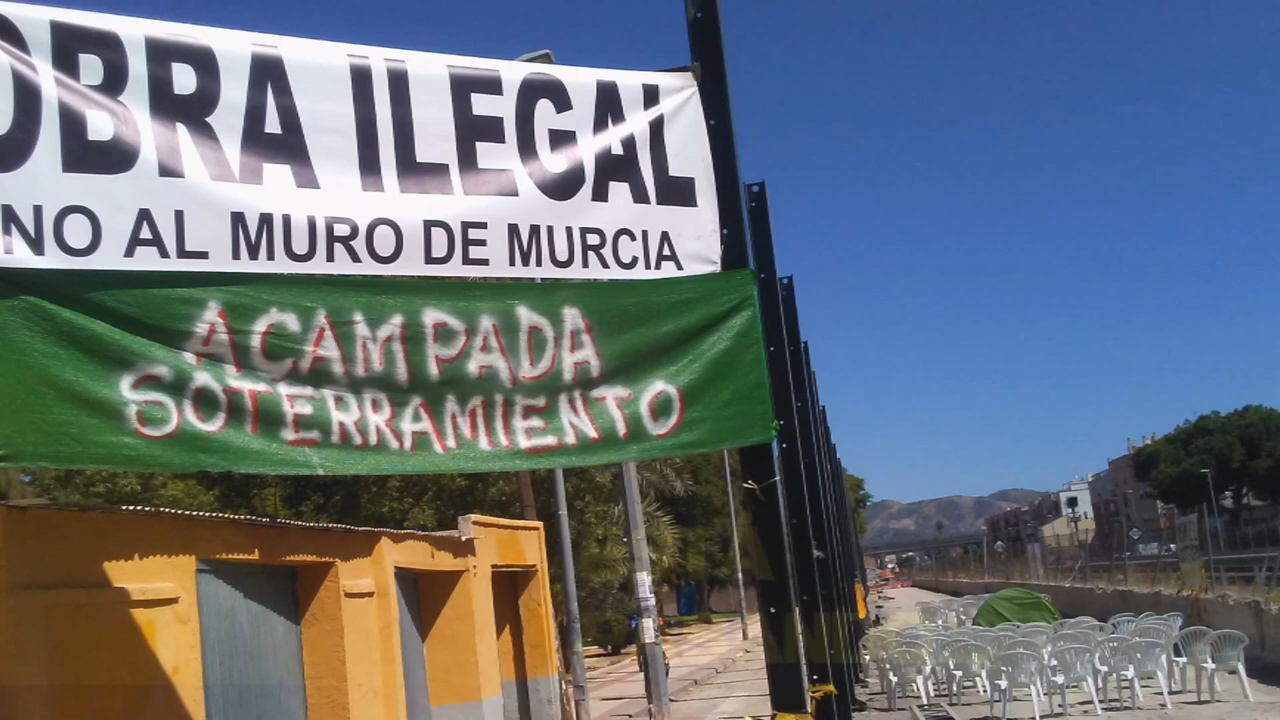 OBRA ILEGAL
NO AL MURO DE MURCIA
ACAMPADA
SOTERRAMIENTO